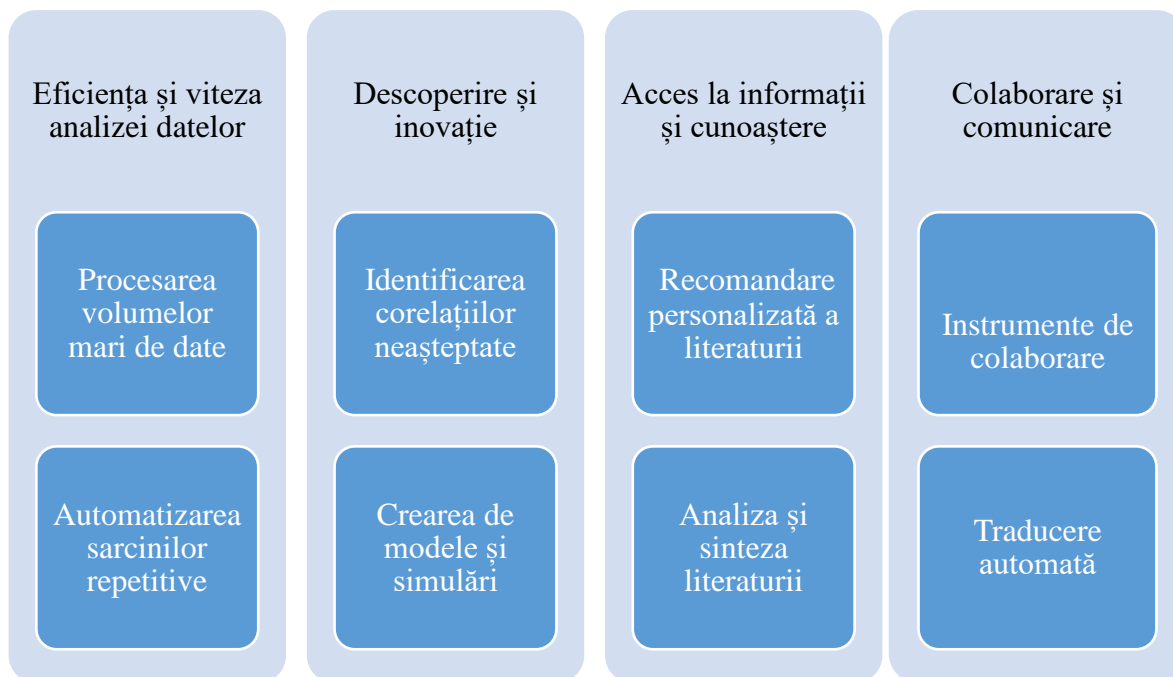 Eficiența și viteza
analizei datelor
Procesarea
volumelor
mari de date
Automatizarea
sarcinilor
repetitive
Descoperire și
inovație
Identificarea
corelațiilor
neașteptate
Crearea de
modele și
simulări
Acces la informații
și cunoaștere
Recomandare
personalizată a
literaturii
Analiza și
sinteza
literaturii
Colaborare și
comunicare
Instrumente de
colaborare
Traducere
automată